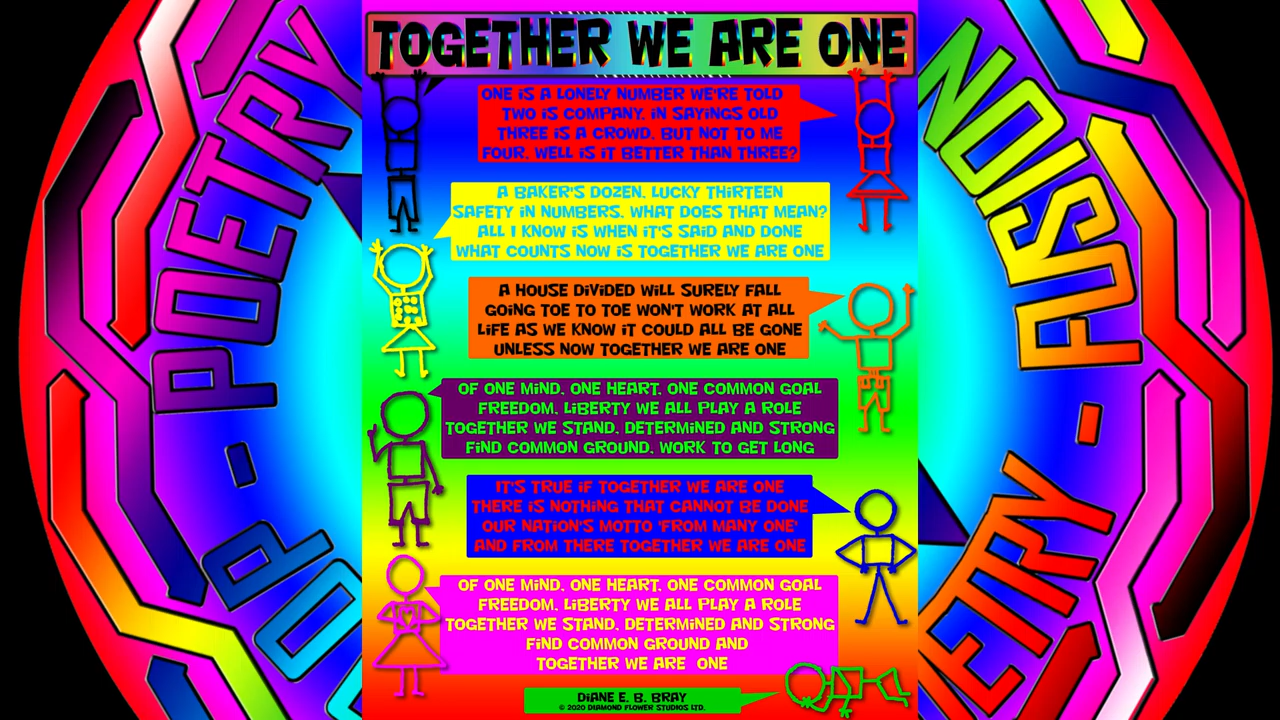 TOGETHER WE ARE ONE
ONE iS A LONELY NUMBER WE'RE TOLD
TWO iS COMPANY, iN SAYiNGS OLD
THREE iS A CROWD, BUT NOT TO ME
FOUR, WELL iS iT BETTER THAN THREE?
A BAKER'S DOZEN, LUCKY THiRTEEN
SAFETY iN NUMBERS, WHAT DOES THAT MEAN?
ALL I KNOW iS WHEN iT'S SAiD AND DONE
WHAT COUNTS NOW iS TOGETHER WE ARE ONE
A HOUSE DiViDED WiLL SURELY FALL
GOiNG TOE TO TOE WON'T WORK AT ALL
LiFE AS WE KNOW iT COULD ALL BE GONE
UNLESS NOW TOGETHER WE ARE ONE
OF ONE MiND, ONE HEART, ONE COMMON GOAL
FREEDOM, LiBERTY WE ALL PLAY A ROLE
TOGETHER WE STAND, DETERMiNED AND STRONG
FiND COMMON GROUND, WORK TO GET LONG
iT'S TRUE iF TOGETHER WE ARE ONE
THERE iS NOTHiNG THAT CANNOT BE DONE
OUR NATiON'S MOTTO 'FROM MANY ONE'
AND FROM THERE TOGETHER WE ARE ONE
OF ONE MiND, ONE HEART, ONE COMMON GOAL
FREEDOM, LiBERTY WE ALL PLAY A ROLE
TOGETHER WE STAND, DETERMiNED AND STRONG
FiND COMMON GROUND AND
TOGETHER WE ARE ONE
DiANE E. B. BRAY
© 2020 DIAMOND FLOWER STUDIOS LTD.
OP - POETRY
NOISUF - ETRY